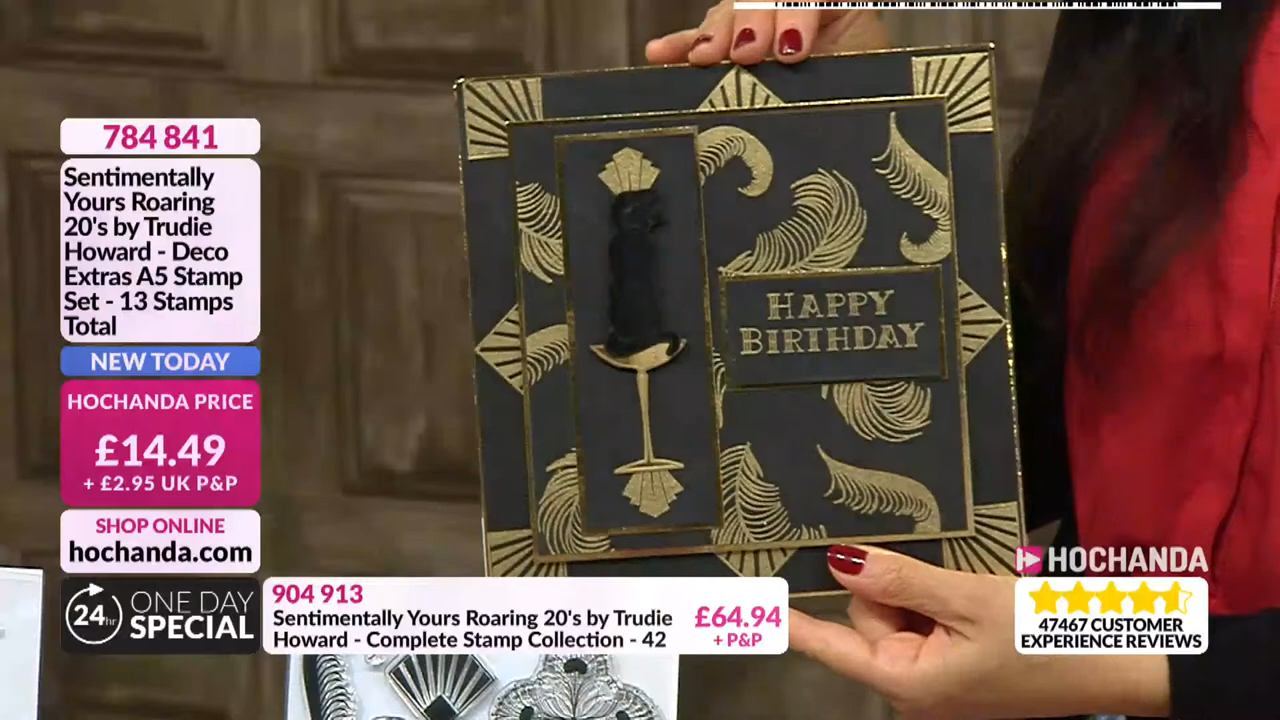 784 841
Sentimentally
Yours Roaring
20's by Trudie
Howard - Deco
Extras A5 Stamp
Set - 13 Stamps
Total
NEW TODAY
HOCHANDA PRICE
£14.49
+ £2.95 UK P&P
SHOP ONLINE
hochanda.com
24hr
ONE DAY
SPECIAL
904 913
Sentimentally Yours Roaring 20's by Trudie
Howard - Complete Stamp Collection - 42
£64.94
+ P&P
HAPPY
BIRTHDAY
HOCHANDA
47467 CUSTOMER
EXPERIENCE REVIEWS